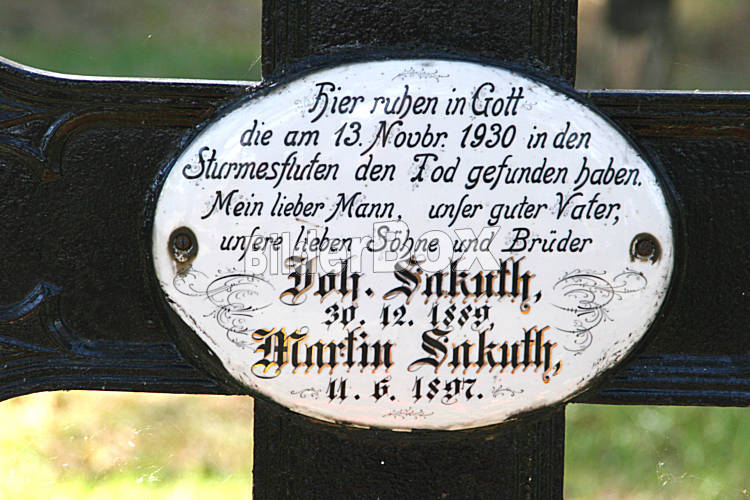 Hier ruhen in Gott
die am 13. Novbr. 1930 in den
Sturmesfluten den Tod gefunden haben.
Mein lieber Mann, unser guter Vater,
unsere lieben Söhne und Brüder
BilderBOX
Joh. Sakuth,
30. 12. 1889,
Martin Sakuth,
11. 6. 1897.